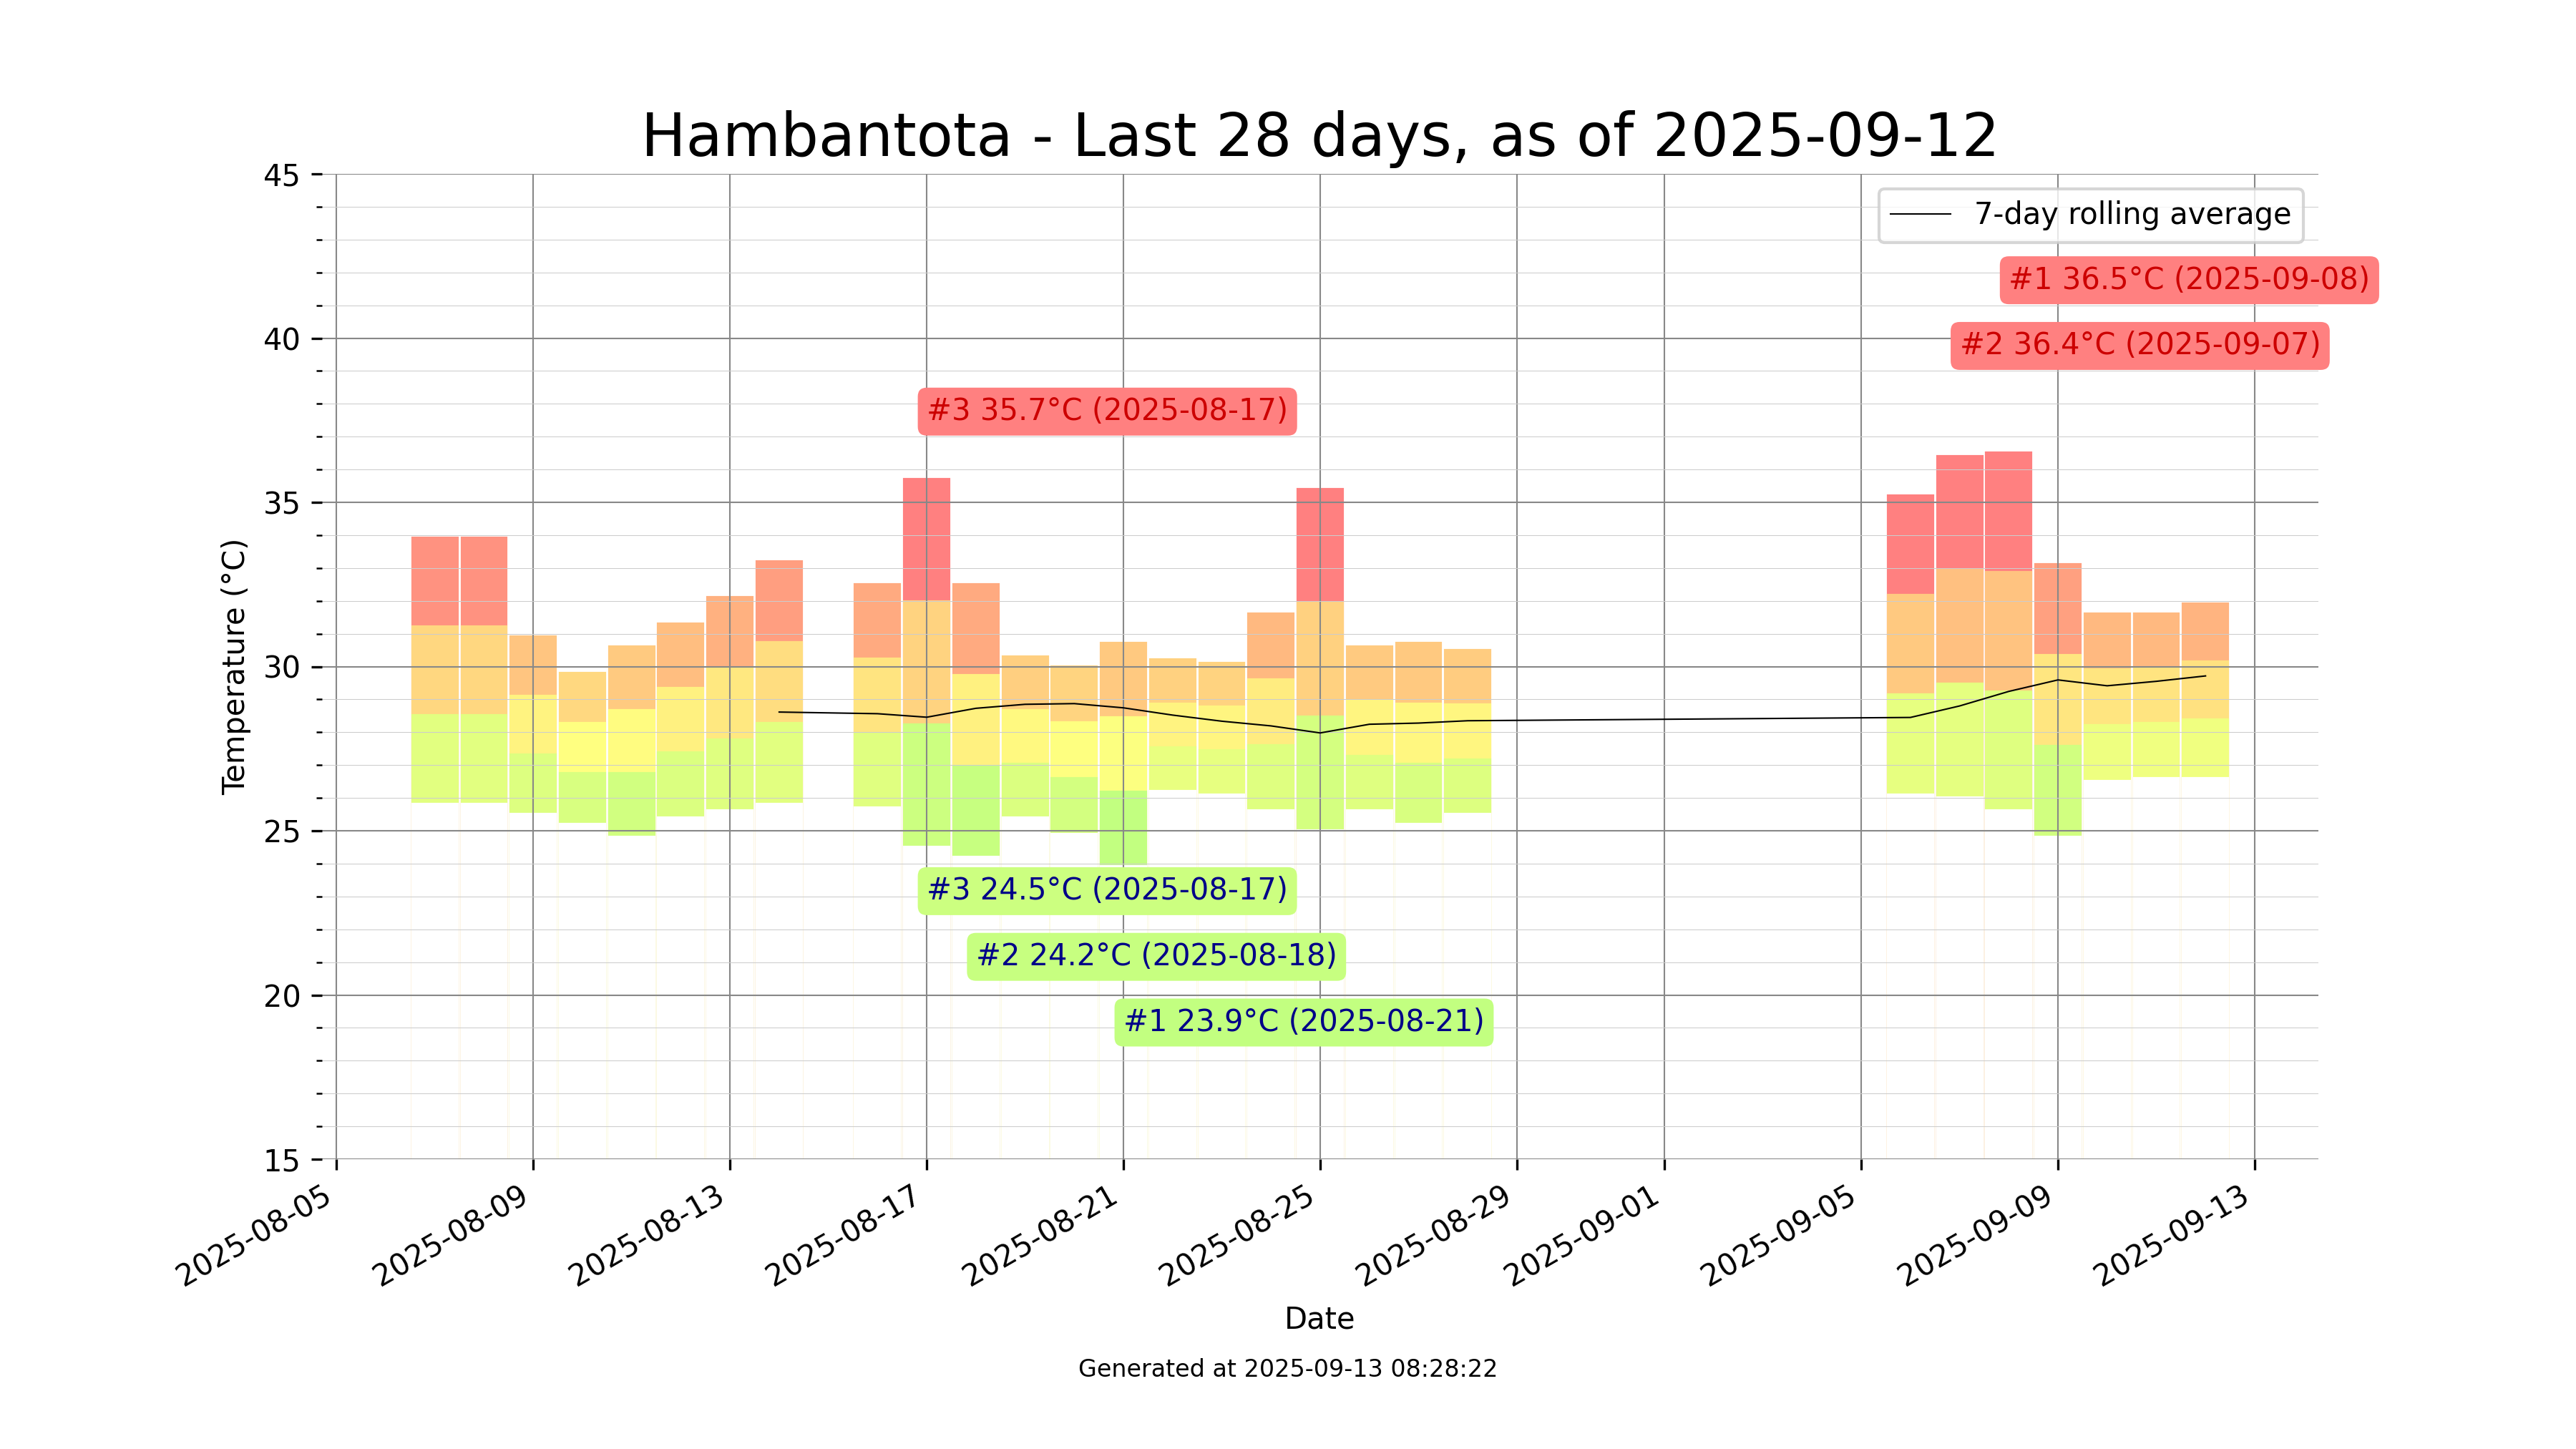 Hambantota - Last 28 days, as of 2025-09-12
45
40
35
30
25
20
15
Temperature (°C)
7-day rolling average
#1 36.5°C (2025-09-08)
#2 36.4°C (2025-09-07)
#3 35.7°C (2025-08-17)
#3 24.5°C (2025-08-17)
#2 24.2°C (2025-08-18)
#1 23.9°C (2025-08-21)
2025-08-05
2025-08-09
2025-08-13
2025-08-17
2025-08-21
2025-08-25
2025-08-29
2025-09-01
2025-09-05
2025-09-09
2025-09-13
Date
Generated at 2025-09-13 08:28:22